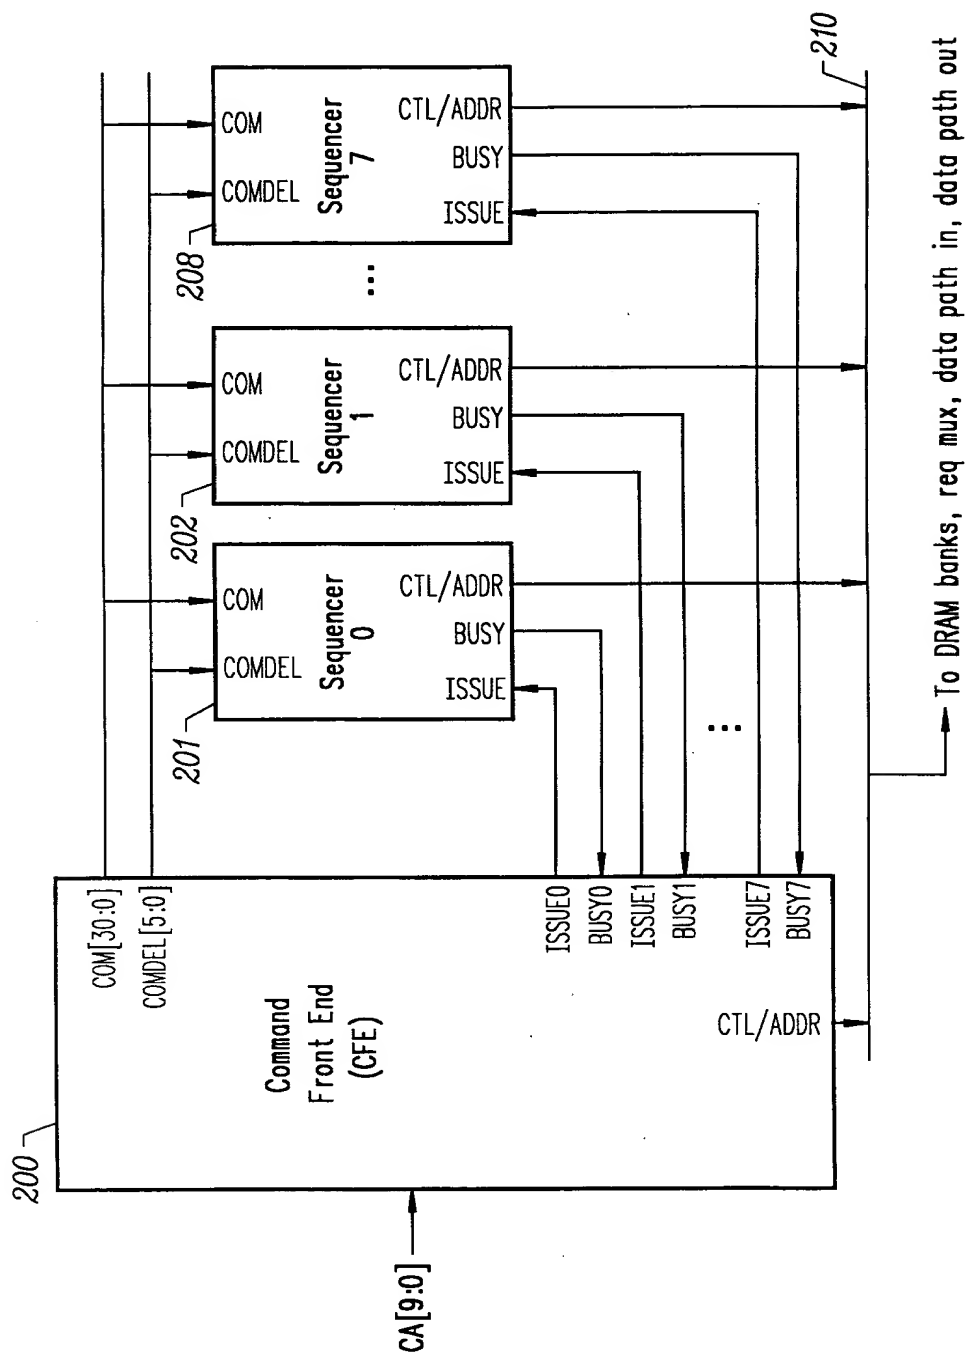 COM[30:0]
COMDEL[5:0]
200
Command
Front End
(CFE)
CA[9:0]
ISSUE0
BUSY0
ISSUE1
BUSY1
ISSUE7
BUSY7
CTL/ADDR
201
COMDEL
COM
Sequencer
0
ISSUE
BUSY
CTL/ADDR
202
COMDEL
COM
Sequencer
1
ISSUE
BUSY
CTL/ADDR
...
208
COMDEL
COM
Sequencer
7
ISSUE
BUSY
CTL/ADDR
...
210
To DRAM banks, req mux, data path in, data path out